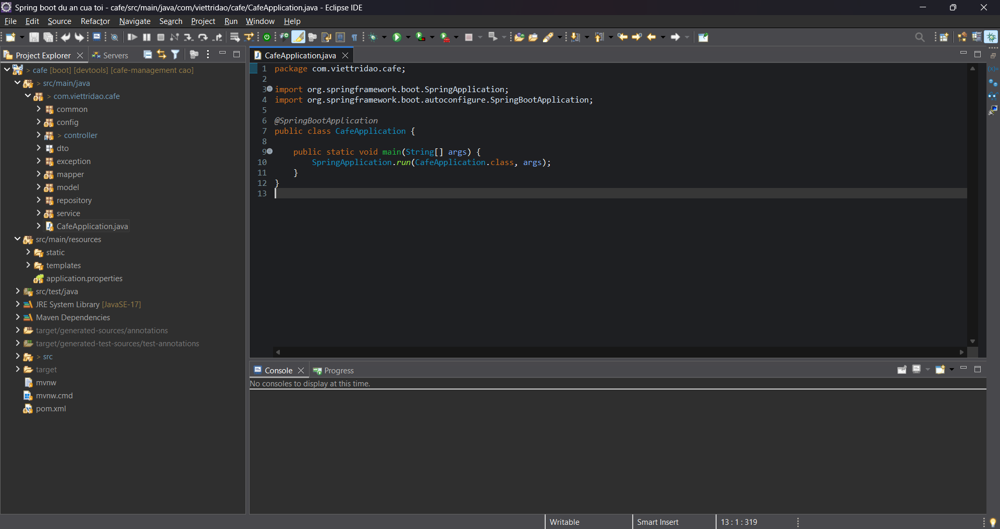 Spring boot du an cua toi - cafe/src/main/java/com/viettridao/cafe/CafeApplication.java - Eclipse IDE
File Edit Source Refactor Navigate Search Project Run Window Help
Project Explorer Servers
> cafe [boot] [devtools] [cafe-management cao]
> src/main/java
> com.viettridao.cafe
common
config
> controller
dto
exception
mapper
model
repository
service
CafeApplication.java
src/main/resources
static
templates
application.properties
src/test/java
JRE System Library [JavaSE-17]
Maven Dependencies
target/generated-sources/annotations
target/generated-test-sources/test-annotations
> src
target
mvnw
mvnw.cmd
pom.xml
CafeApplication.java
1 package com.viettridao.cafe;
2
3 import org.springframework.boot.SpringApplication;
4 import org.springframework.boot.autoconfigure.SpringBootApplication;
5
6 @SpringBootApplication
7 public class CafeApplication {
8
9 public static void main(String[] args) {
10 SpringApplication.run(CafeApplication.class, args);
11 }
12 }
13
Console Progress
No consoles to display at this time.
Writable Smart Insert 13 : 1 : 319